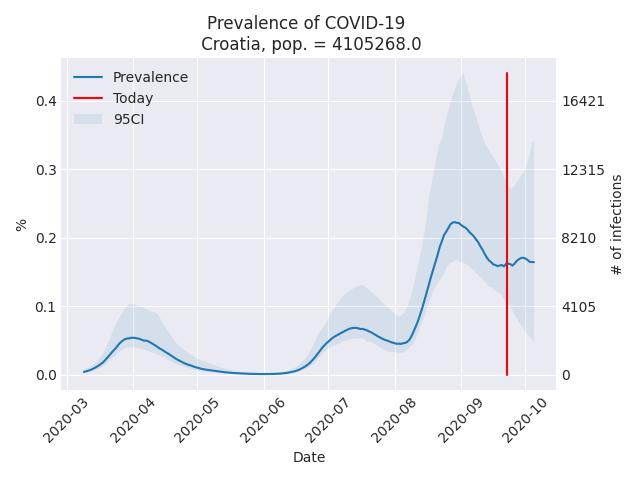 Prevalence of COVID-19
Croatia, pop. = 4105268.0
Prevalence
Today
95CI
0.4
0.3
0.2
0.1
0.0
%
16421
12315
8210
4105
0
# of infections
2020-03
2020-04
2020-05
2020-06
2020-07
2020-08
2020-09
2020-10
Date